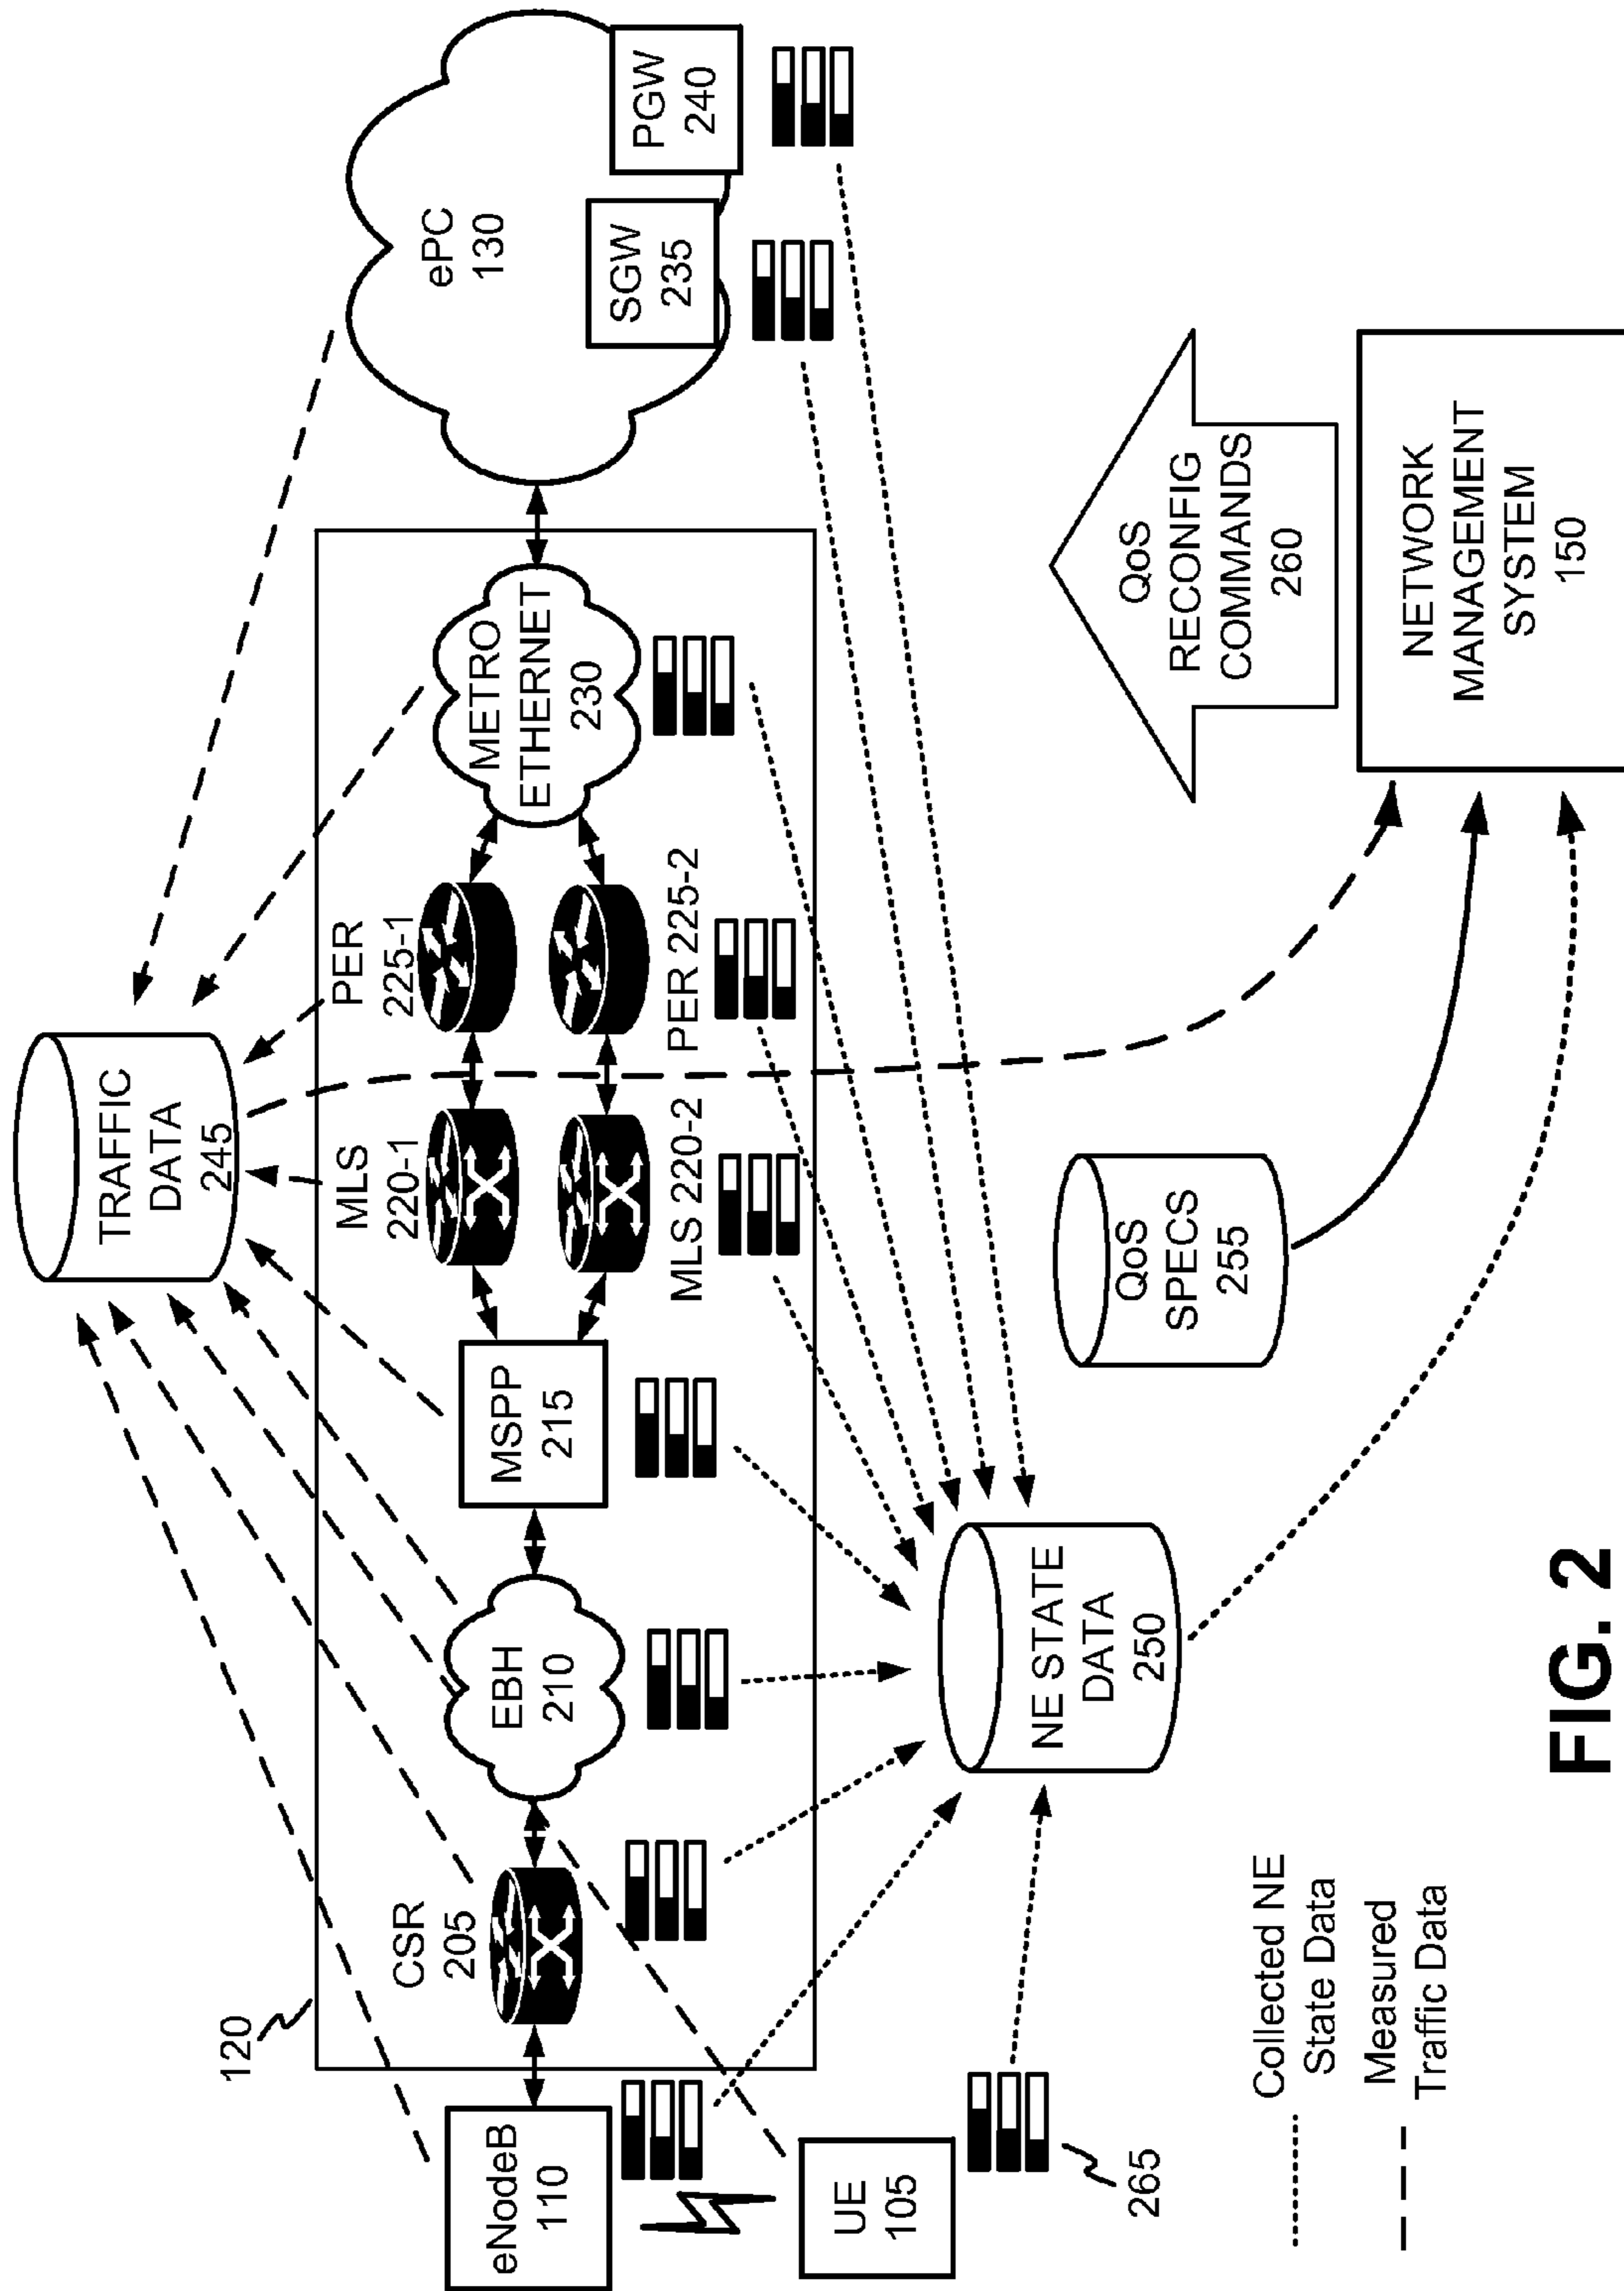 TRAFFIC
DATA
245
120
eNodeB
110
CSR
205
EBH
210
MSPP
215
MLS
220-1
MLS 220-2
PER
225-1
PER 225-2
METRO
ETHERNET
230
ePC
130
SGW
235
PGW
240
UE
105
265
NE STATE
DATA
250
QoS
SPECS
255
QoS
RECONFIG
COMMANDS
260
NETWORK
MANAGEMENT
SYSTEM
150
Collected NE
State Data
Measured
Traffic Data
FIG. 2